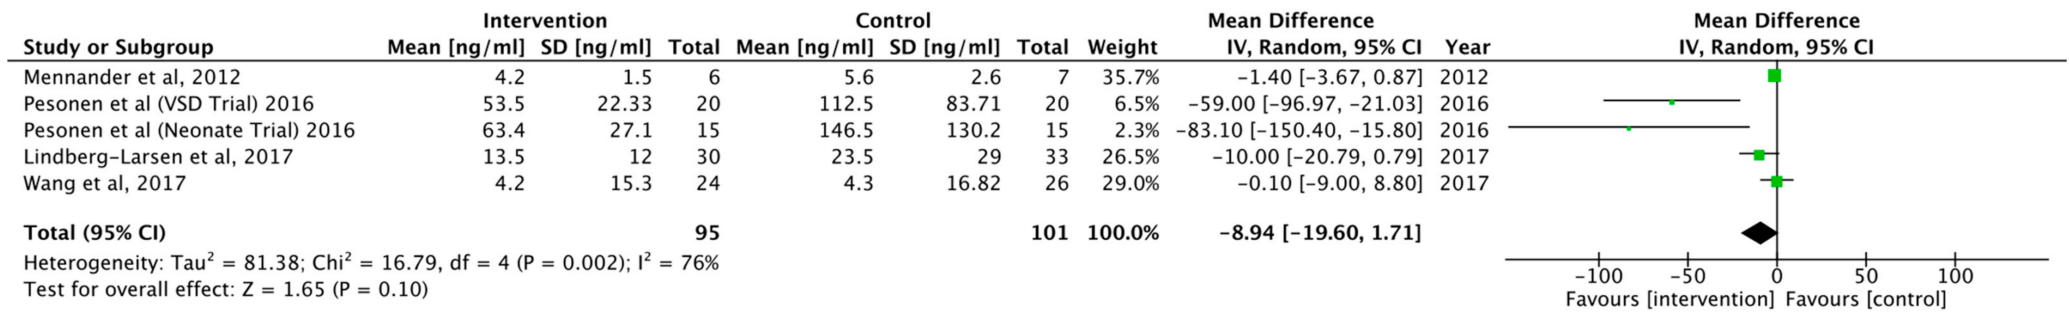 Intervention Control Mean Difference Mean Difference
Study or Subgroup Mean [ng/ml] SD [ng/ml] Total Mean [ng/ml] SD [ng/ml] Total Weight IV, Random, 95% CI Year IV, Random, 95% CI
Mennander et al, 2012 4.2 1.5 6 5.6 2.6 7 35.7% −1.40 [−3.67, 0.87] 2012
Pesonen et al (VSD Trial) 2016 53.5 22.33 20 112.5 83.71 20 6.5% −59.00 [−96.97, −21.03] 2016
Pesonen et al (Neonate Trial) 2016 63.4 27.1 15 146.5 130.2 15 2.3% −83.10 [−150.40, −15.80] 2016
Lindberg−Larsen et al, 2017 13.5 12 30 23.5 29 33 26.5% −10.00 [−20.79, 0.79] 2017
Wang et al, 2017 4.2 15.3 24 4.3 16.82 26 29.0% −0.10 [−9.00, 8.80] 2017
Total (95% CI) 95 101 100.0% −8.94 [−19.60, 1.71]
Heterogeneity: Tau² = 81.38; Chi² = 16.79, df = 4 (P = 0.002); I² = 76%
Test for overall effect: Z = 1.65 (P = 0.10)
−100 −50 0 50 100
Favours [intervention] Favours [control]